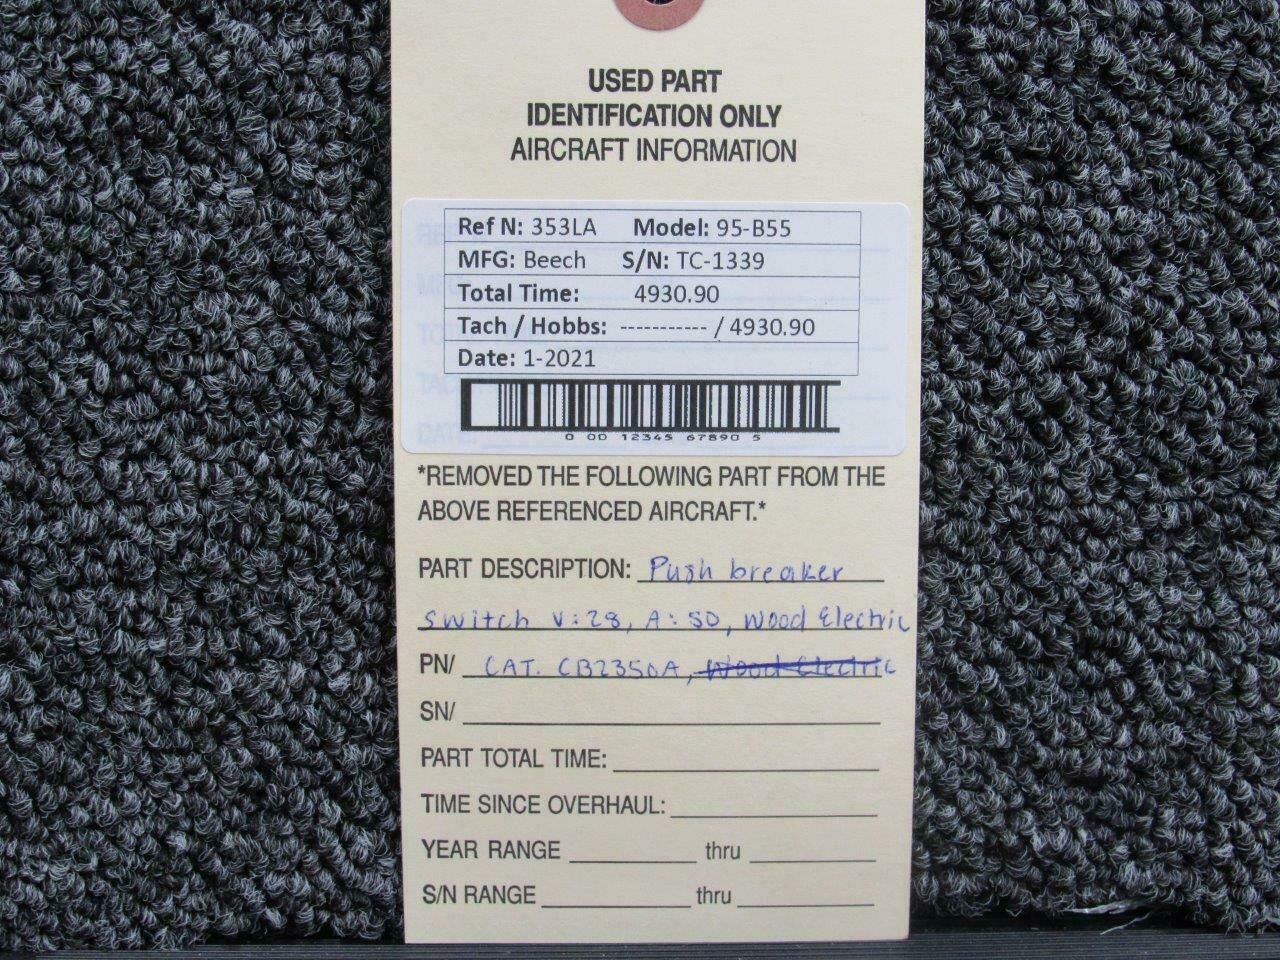 USED PART
IDENTIFICATION ONLY
AIRCRAFT INFORMATION
Ref N: 353LA Model: 95-B55
MFG: Beech S/N: TC-1339
Total Time: 4930.90
Tach / Hobbs: ----------- / 4930.90
Date: 1-2021
0 00 12345 67890 5
*REMOVED THE FOLLOWING PART FROM THE
ABOVE REFERENCED AIRCRAFT.*
PART DESCRIPTION: Push breaker
switch V:28, A:50, Wood Electric
PN/ CAT. CB2350A, Wood Electric
SN/
PART TOTAL TIME:
TIME SINCE OVERHAUL:
YEAR RANGE thru
S/N RANGE thru